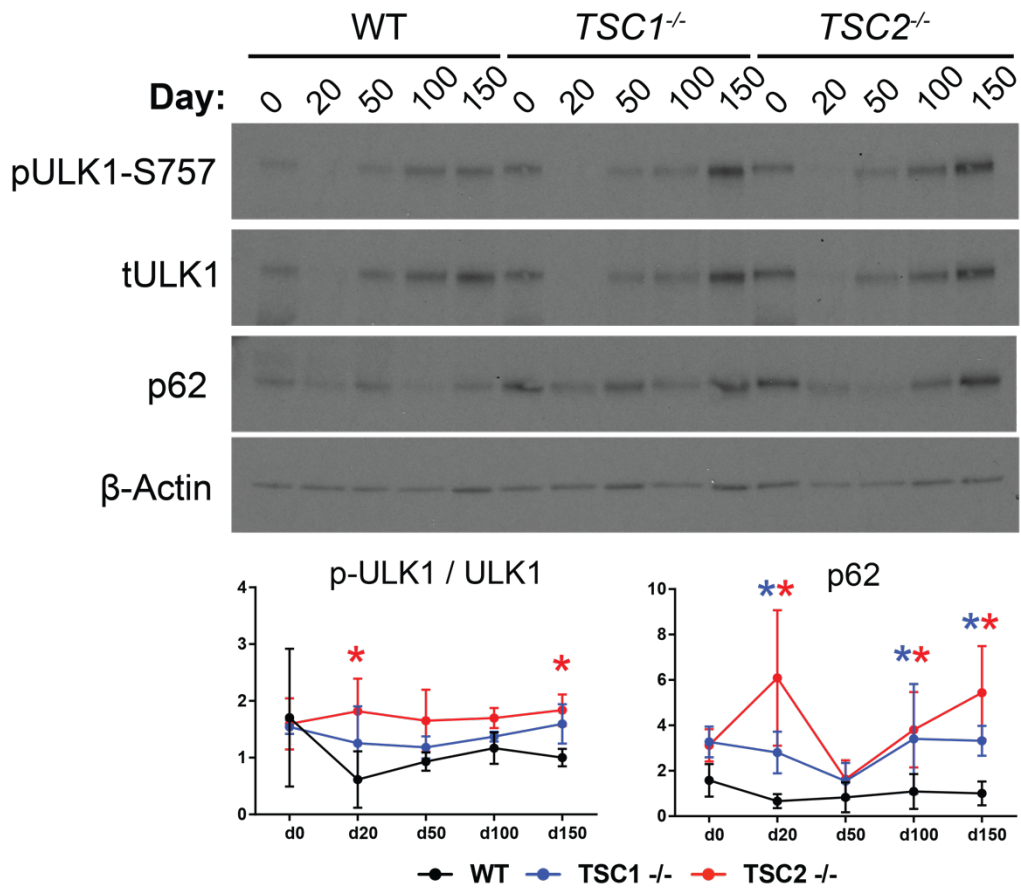 WT TSC1-/- TSC2-/-
Day: 0 20 50 100 150 0 20 50 100 150 0 20 50 100 150
pULK1-S757
tULK1
p62
β-Actin
p-ULK1 / ULK1
4
3
2
1
0
* *
d0 d20 d50 d100 d150
p62
10
8
6
4
2
0
** ** **
d0 d20 d50 d100 d150
WT TSC1 -/- TSC2 -/-